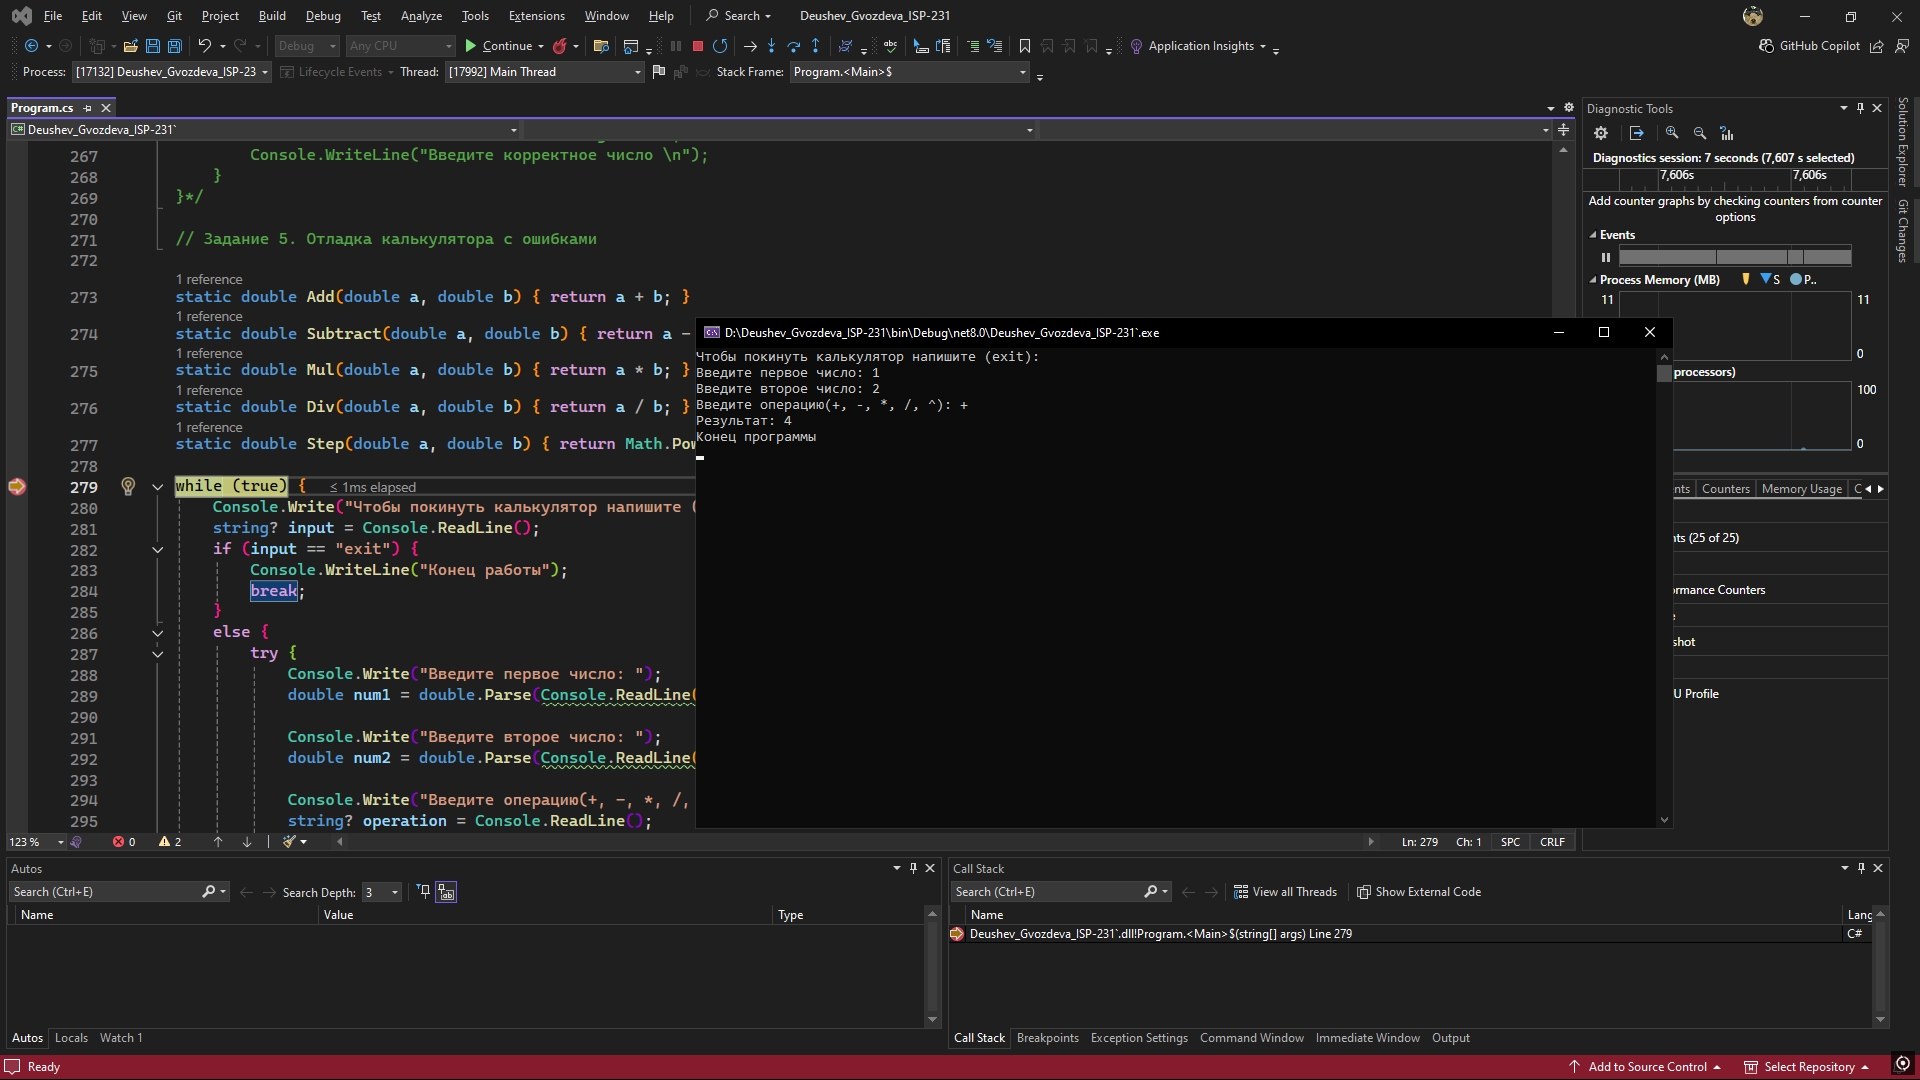 File Edit View Git Project Build Debug Test Analyze Tools Extensions Window Help Search Deushev_Gvozdeva_ISP-231
Debug Any CPU Continue Application Insights GitHub Copilot
Process: [17132] Deushev_Gvozdeva_ISP-23 Lifecycle Events Thread: [17992] Main Thread Stack Frame: Program.<Main>$
Program.cs
C# Deushev_Gvozdeva_ISP-231`
267 Console.WriteLine("Введите корректное число \n");
268 }
269 }*/
270
271 // Задание 5. Отладка калькулятора с ошибками
272
1 reference
273 static double Add(double a, double b) { return a + b; }
1 reference
274 static double Subtract(double a, double b) { return a -
1 reference
275 static double Mul(double a, double b) { return a * b; }
1 reference
276 static double Div(double a, double b) { return a / b; }
1 reference
277 static double Step(double a, double b) { return Math.Pow
278
279 while (true) { ≤ 1ms elapsed
280 Console.Write("Чтобы покинуть калькулятор напишите (
281 string? input = Console.ReadLine();
282 if (input == "exit") {
283 Console.WriteLine("Конец работы");
284 break;
285 }
286 else {
287 try {
288 Console.Write("Введите первое число: ");
289 double num1 = double.Parse(Console.ReadLine(
290
291 Console.Write("Введите второе число: ");
292 double num2 = double.Parse(Console.ReadLine(
293
294 Console.Write("Введите операцию(+, -, *, /,
295 string? operation = Console.ReadLine();
123 % 0 2 Ln: 279 Ch: 1 SPC CRLF
D:\Deushev_Gvozdeva_ISP-231\bin\Debug\net8.0\Deushev_Gvozdeva_ISP-231`.exe
Чтобы покинуть калькулятор напишите (exit):
Введите первое число: 1
Введите второе число: 2
Введите операцию(+, -, *, /, ^): +
Результат: 4
Конец программы
Diagnostic Tools
Diagnostics session: 7 seconds (7,607 s selected)
7,606s 7,606s
Add counter graphs by checking counters from counter
options
Events
Process Memory (MB) S P..
11 11
0
processors)
100
0
nts Counters Memory Usage C
nts (25 of 25)
ormance Counters
e
shot
U Profile
Solution Explorer
Git Changes
Autos
Search (Ctrl+E) Search Depth: 3
Name Value Type
Autos Locals Watch 1
Call Stack
Search (Ctrl+E) View all Threads Show External Code
Name Lang
Deushev_Gvozdeva_ISP-231`.dll!Program.<Main>$(string[] args) Line 279 C#
Call Stack Breakpoints Exception Settings Command Window Immediate Window Output
Ready Add to Source Control Select Repository